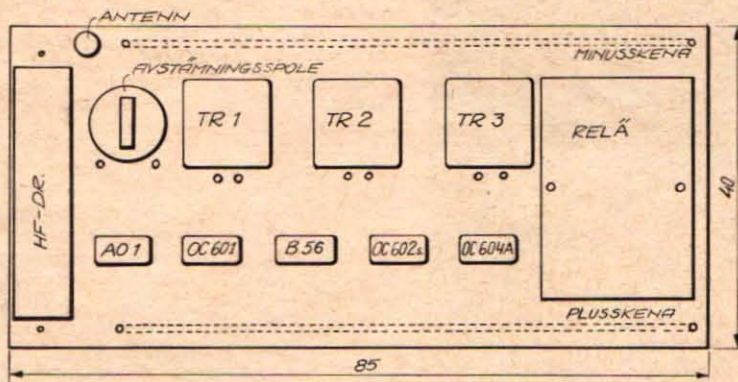 ANTENN
MINUSSKENA
AVSTÄMNINGSSPOLE
TR 1
TR 2
TR 3
RELÄ
HF-DR.
40
AO 1
OC 601
B 56
OC 602s
OC 604A
PLUSSKENA
85